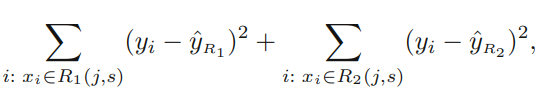 ∑_{i: x_i∈R_1(j,s)} (y_i − ŷ_{R_1})² + ∑_{i: x_i∈R_2(j,s)} (y_i − ŷ_{R_2})²,